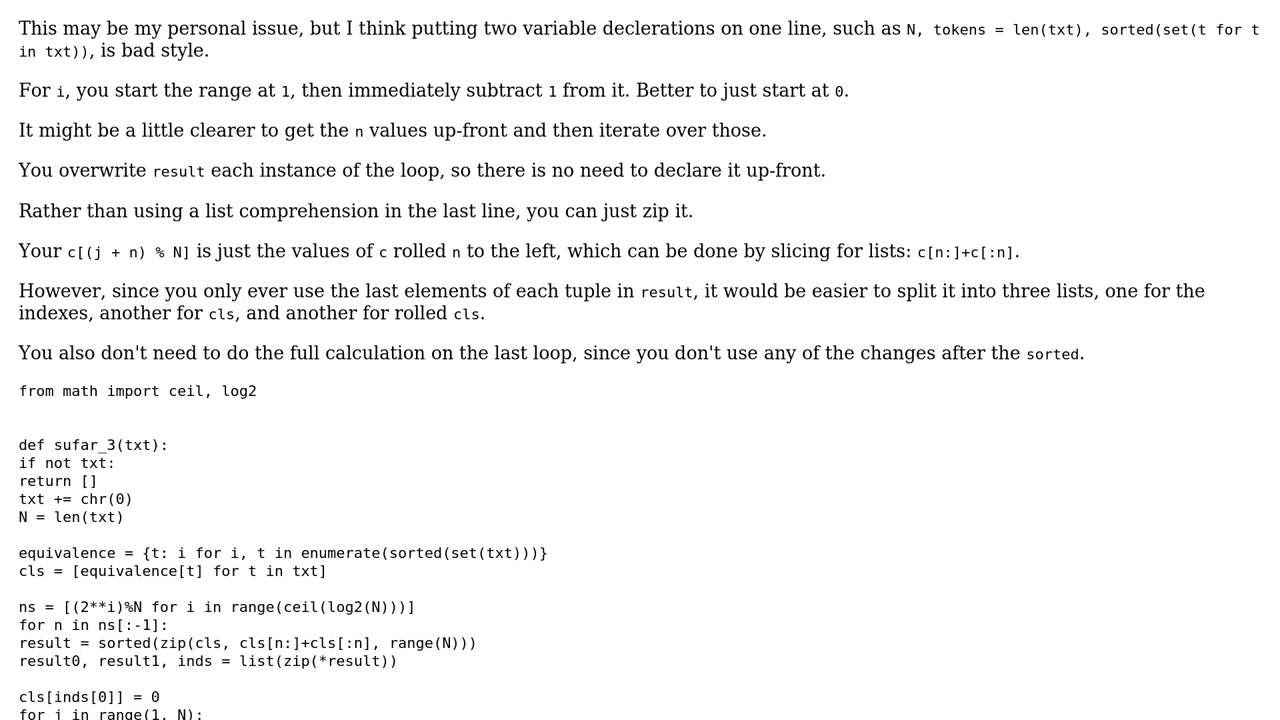 This may be my personal issue, but I think putting two variable declerations on one line, such as N, tokens = len(txt), sorted(set(t for t
in txt)), is bad style.
For i, you start the range at 1, then immediately subtract 1 from it. Better to just start at 0.
It might be a little clearer to get the n values up-front and then iterate over those.
You overwrite result each instance of the loop, so there is no need to declare it up-front.
Rather than using a list comprehension in the last line, you can just zip it.
Your c[(j + n) % N] is just the values of c rolled n to the left, which can be done by slicing for lists: c[n:]+c[:n].
However, since you only ever use the last elements of each tuple in result, it would be easier to split it into three lists, one for the
indexes, another for cls, and another for rolled cls.
You also don't need to do the full calculation on the last loop, since you don't use any of the changes after the sorted.
from math import ceil, log2
def sufar_3(txt):
if not txt:
return []
txt += chr(0)
N = len(txt)
equivalence = {t: i for i, t in enumerate(sorted(set(txt)))}
cls = [equivalence[t] for t in txt]
ns = [(2**i)%N for i in range(ceil(log2(N)))]
for n in ns[:-1]:
result = sorted(zip(cls, cls[n:]+cls[:n], range(N)))
result0, result1, inds = list(zip(*result))
cls[inds[0]] = 0
for j in range(1, N):